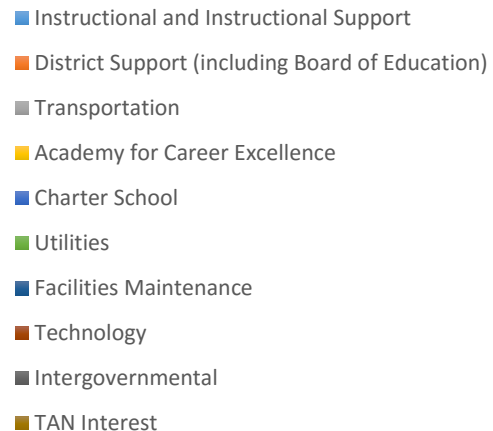 Instructional and Instructional Support
District Support (including Board of Education)
Transportation
Academy for Career Excellence
Charter School
Utilities
Facilities Maintenance
Technology
Intergovernmental
TAN Interest